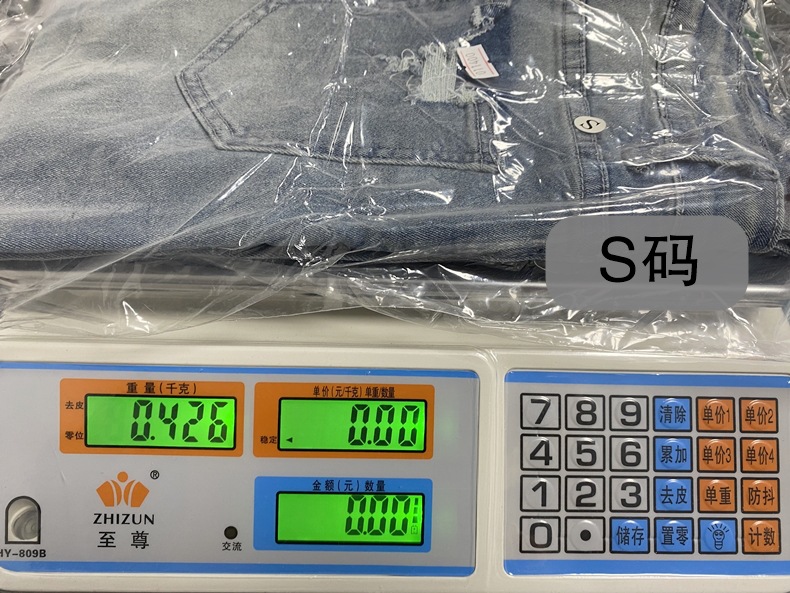 S
S码
重量(千克)
去皮
零位
0.426
单价(元/千克)单重/数量
稳定
0.00
金额(元)数量
0.00
®
ZHIZUN
至尊
交流
HY-809B
7 8 9 清除 单价1 单价2
4 5 6 累加 单价3 单价4
1 2 3 去皮 单重 防抖
0 • 储存 置零 计数